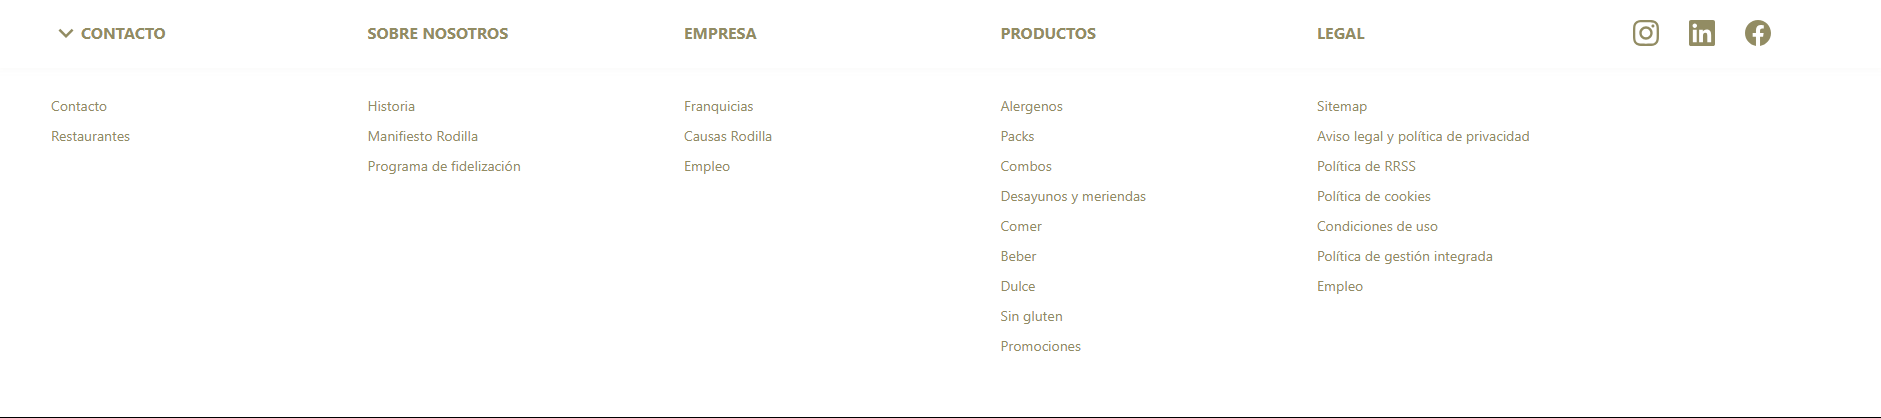 CONTACTO
Contacto
Restaurantes
SOBRE NOSOTROS
Historia
Manifiesto Rodilla
Programa de fidelización
EMPRESA
Franquicias
Causas Rodilla
Empleo
PRODUCTOS
Alergenos
Packs
Combos
Desayunos y meriendas
Comer
Beber
Dulce
Sin gluten
Promociones
LEGAL
Sitemap
Aviso legal y política de privacidad
Política de RRSS
Política de cookies
Condiciones de uso
Política de gestión integrada
Empleo